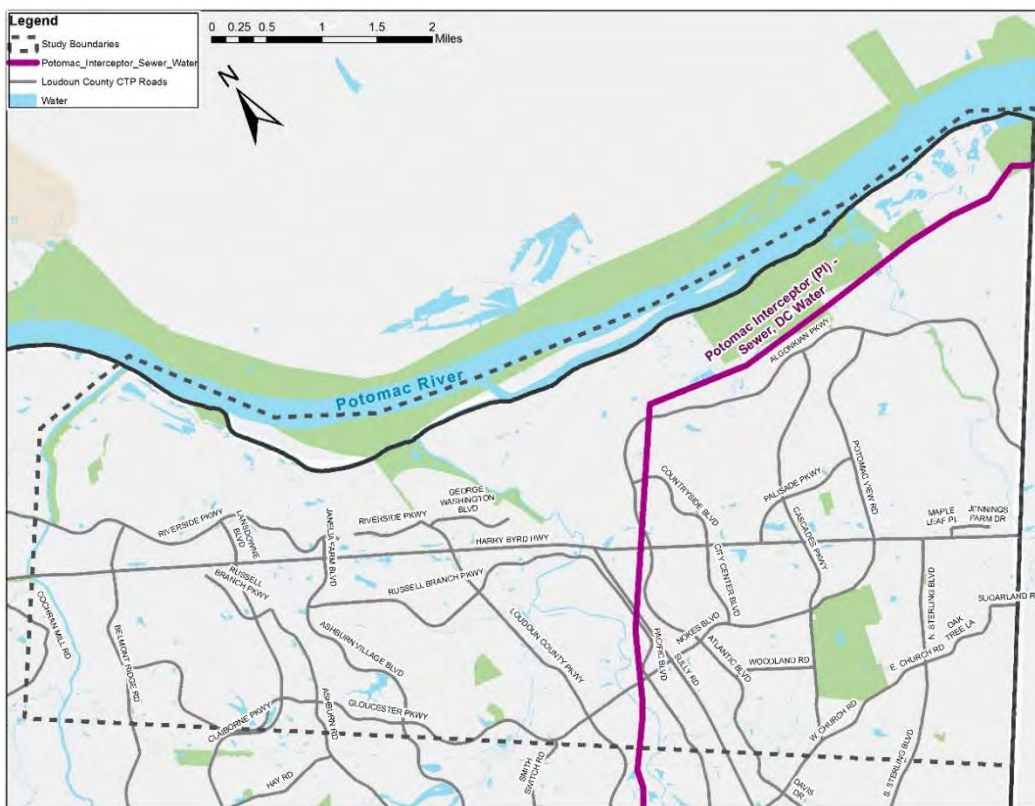 Legend
Study Boundaries
Potomac_Interceptor_Sewer_Water
Loudoun County CTP Roads
Water
0 0.25 0.5 1 2
Miles
N
Potomac River
Potomac Interceptor (PI) -
Sewer, DC Water
ALGONKIAN PKWY
COUNTRYSIDE BLVD
PALISADE PKWY
POTOMAC VIEW RD
CASCADES PKWY
CITY CENTER BLVD
MAPLE
LEAF PL
JENNINGS
FARM DR
GEORGE
WASHINGTON
BLVD
RIVERSIDE PKWY
LANSDOWNE
BLVD
JANELIA FARM BLVD
RIVERSIDE PKWY
HARRY BYRD HWY
RUSSELL
BRANCH PKWY
RUSSELL BRANCH PKWY
COCHRAN MILL RD
BELMONT RIDGE RD
ASHBURN VILLAGE BLVD
LOUDOUN COUNTY PKWY
PACIFIC BLVD
SULLY RD
NOKES BLVD
ATLANTIC BLVD
WOODLAND RD
N STERLING BLVD
SUGARLAND R
OAK
TREE LA
E. CHURCH RD
W. CHURCH RD
CLAIBORNE PKWY
GLOUCESTER PKWY
ASHBURN RD
HAY RD
SMITH
SWITCH RD
DAVIS
DR
S. STERLING BLVD